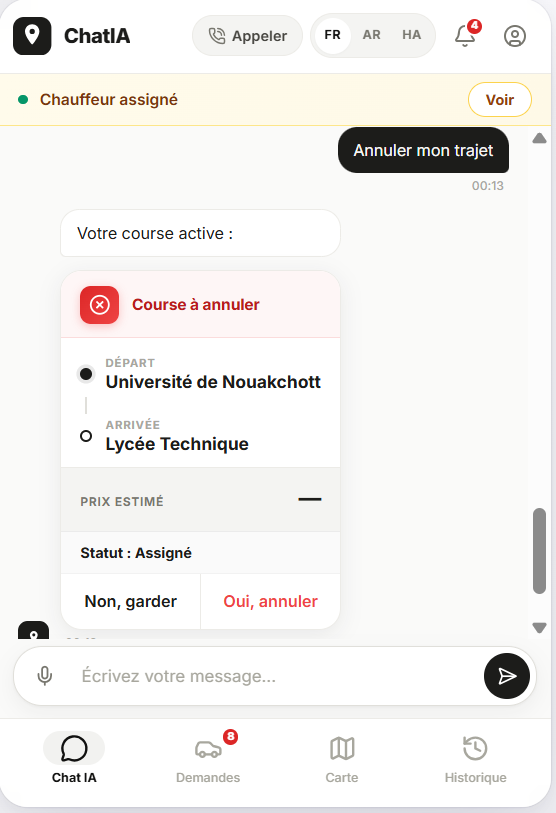 ChatIA
Appeler
FR AR HA
4
Chauffeur assigné
Voir
Annuler mon trajet
00:13
Votre course active :
Course à annuler
DÉPART
Université de Nouakchott
ARRIVÉE
Lycée Technique
PRIX ESTIMÉ —
Statut : Assigné
Non, garder Oui, annuler
Écrivez votre message...
8
Chat IA Demandes Carte Historique